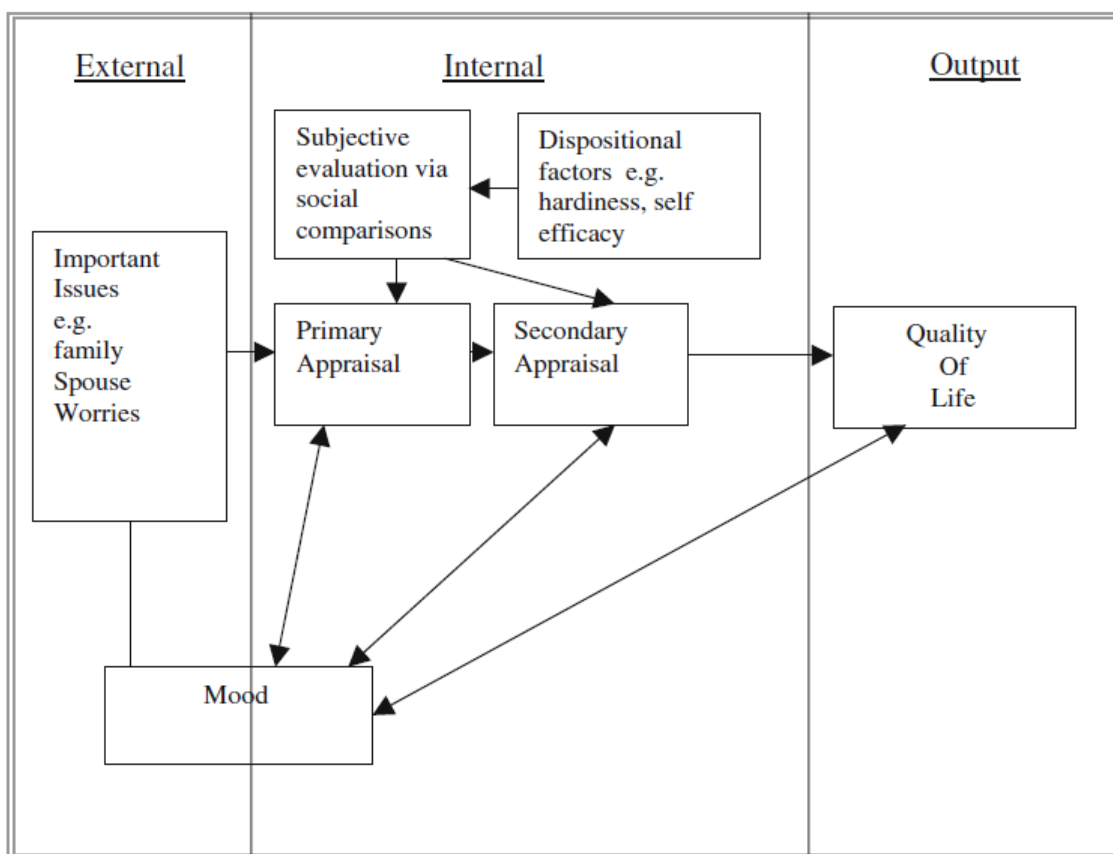 External
Internal
Output
Subjective
evaluation via
social
comparisons
Dispositional
factors e.g.
hardiness, self
efficacy
Important
Issues
e.g.
family
Spouse
Worries
Primary
Appraisal
Secondary
Appraisal
Quality
Of
Life
Mood